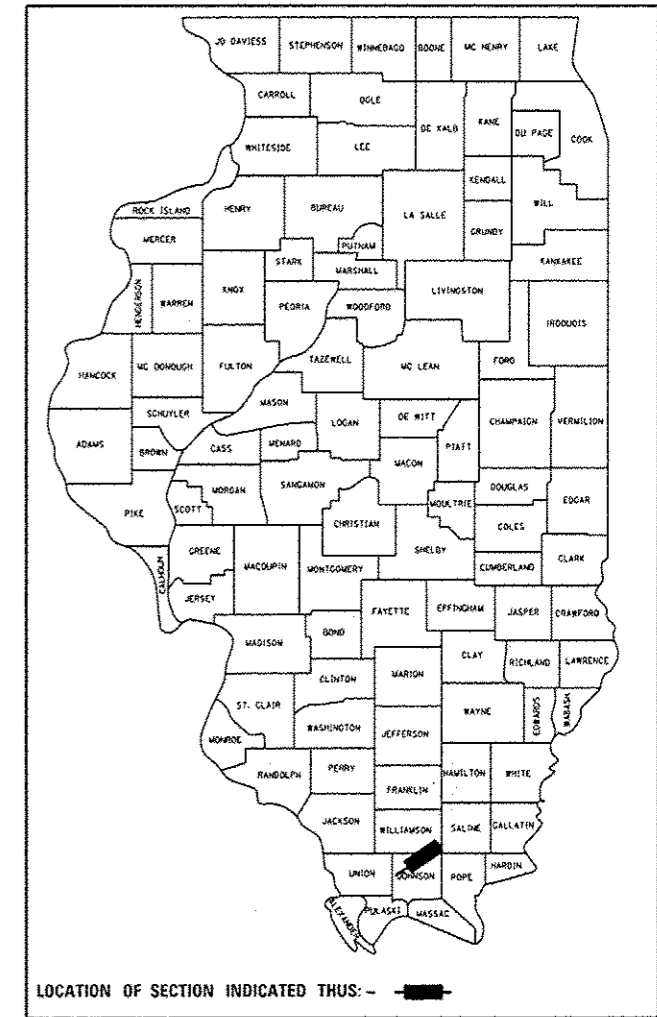 JO DAVIESS STEPHENSON WINNEBAGO BOONE MC HENRY LAKE
CARROLL OGLE DE KALB KANE DU PAGE COOK
WHITESIDE LEE KENDALL
ROCK ISLAND HENRY BUREAU LA SALLE GRUNDY WILL
MERCER PUTNAM KANKAKEE
STARK MARSHALL
HENDERSON WARREN KNOX PEORIA WOODFORD LIVINGSTON IROQUOIS
HANCOCK MC DONOUGH FULTON TAZEWELL MC LEAN FORD
SCHUYLER MASON LOGAN DE WITT CHAMPAIGN VERMILION
ADAMS BROWN CASS MENARD MACON PIATT
PIKE SCOTT MORGAN SANGAMON CHRISTIAN MOULTRIE DOUGLAS EDGAR
COLES
CALHOUN GREENE MACOUPIN MONTGOMERY SHELBY CUMBERLAND CLARK
JERSEY FAYETTE EFFINGHAM JASPER CRAWFORD
MADISON BOND CLAY RICHLAND LAWRENCE
CLINTON MARION
ST. CLAIR WASHINGTON JEFFERSON WAYNE EDWARDS WABASH
MONROE
RANDOLPH PERRY FRANKLIN HAMILTON WHITE
JACKSON WILLIAMSON SALINE GALLATIN
UNION JOHNSON POPE HARDIN
ALEXANDER PULASKI MASSAC
LOCATION OF SECTION INDICATED THUS: -